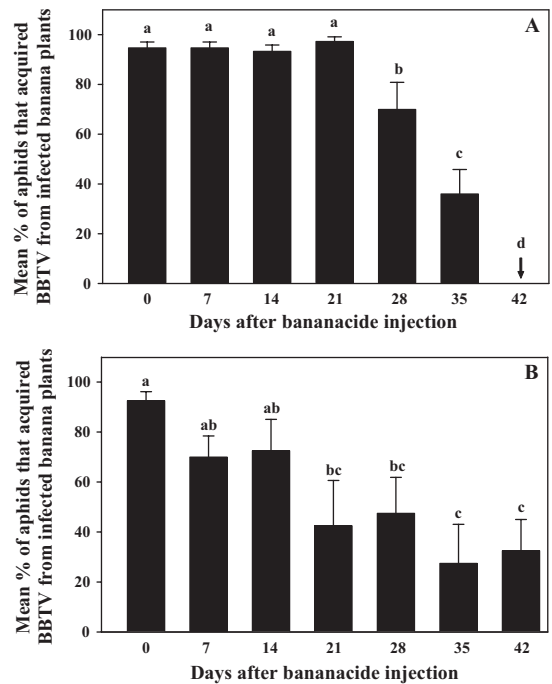 A
Mean % of aphids that acquired
BBTV from infected banana plants
100
80
60
40
20
0
a a a a b c d
0 7 14 21 28 35 42
Days after bananacide injection
B
Mean % of aphids that acquired
BBTV from infected banana plants
100
80
60
40
20
0
a ab ab bc bc c c
0 7 14 21 28 35 42
Days after bananacide injection